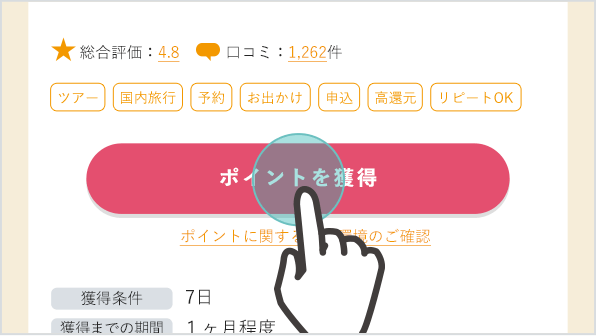 総合評価：4.8 口コミ：1,262件
ツアー 国内旅行 予約 お出かけ 申込 高還元 リピートOK
ポイントを獲得
ポイントに関する 環境のご確認
獲得条件 7日
獲得までの期間 1ヶ月程度